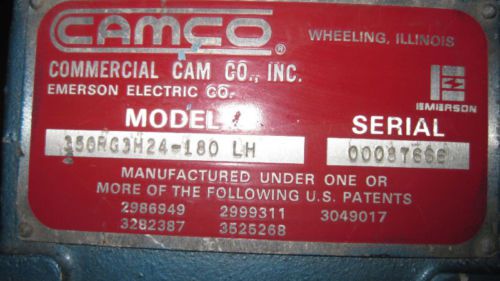 CAMCO ®
WHEELING, ILLINOIS
COMMERCIAL CAM CO., INC.
EMERSON ELECTRIC CO.
EMERSON
MODEL
SERIAL
350RG3H24-180 LH
00087666
MANUFACTURED UNDER ONE OR
MORE OF THE FOLLOWING U.S. PATENTS
2986949 2999311 3049017
3282387 3525268